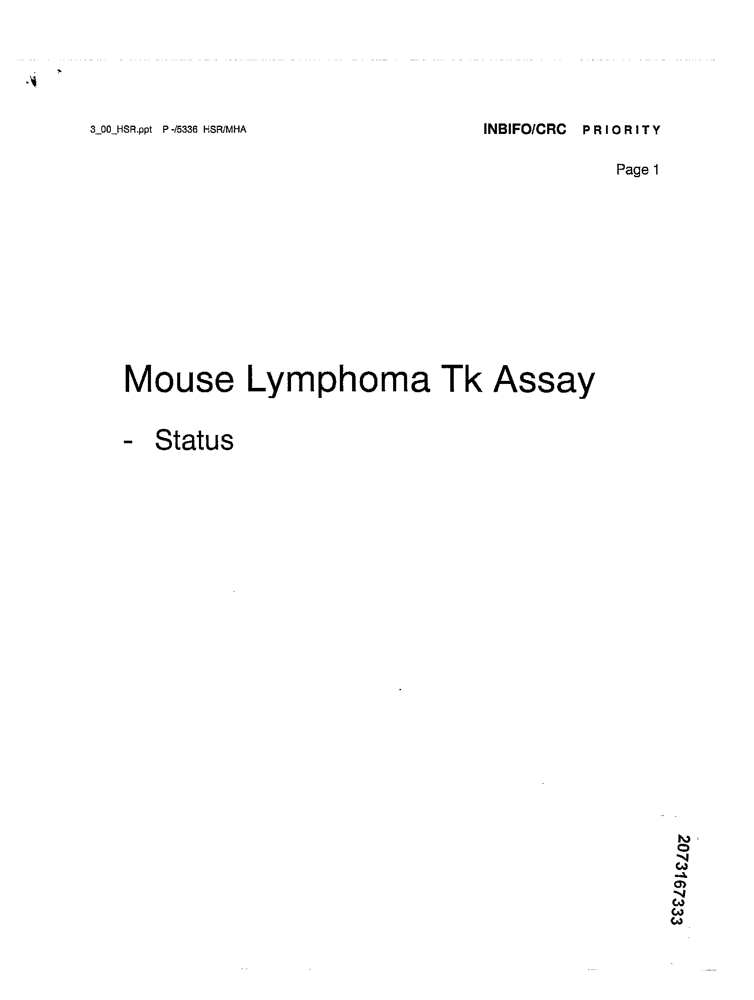 3_00_HSR.ppt P -/5336 HSR/MHA
INBIFO/CRC PRIORITY
Page 1
Mouse Lymphoma Tk Assay
- Status
2073167333